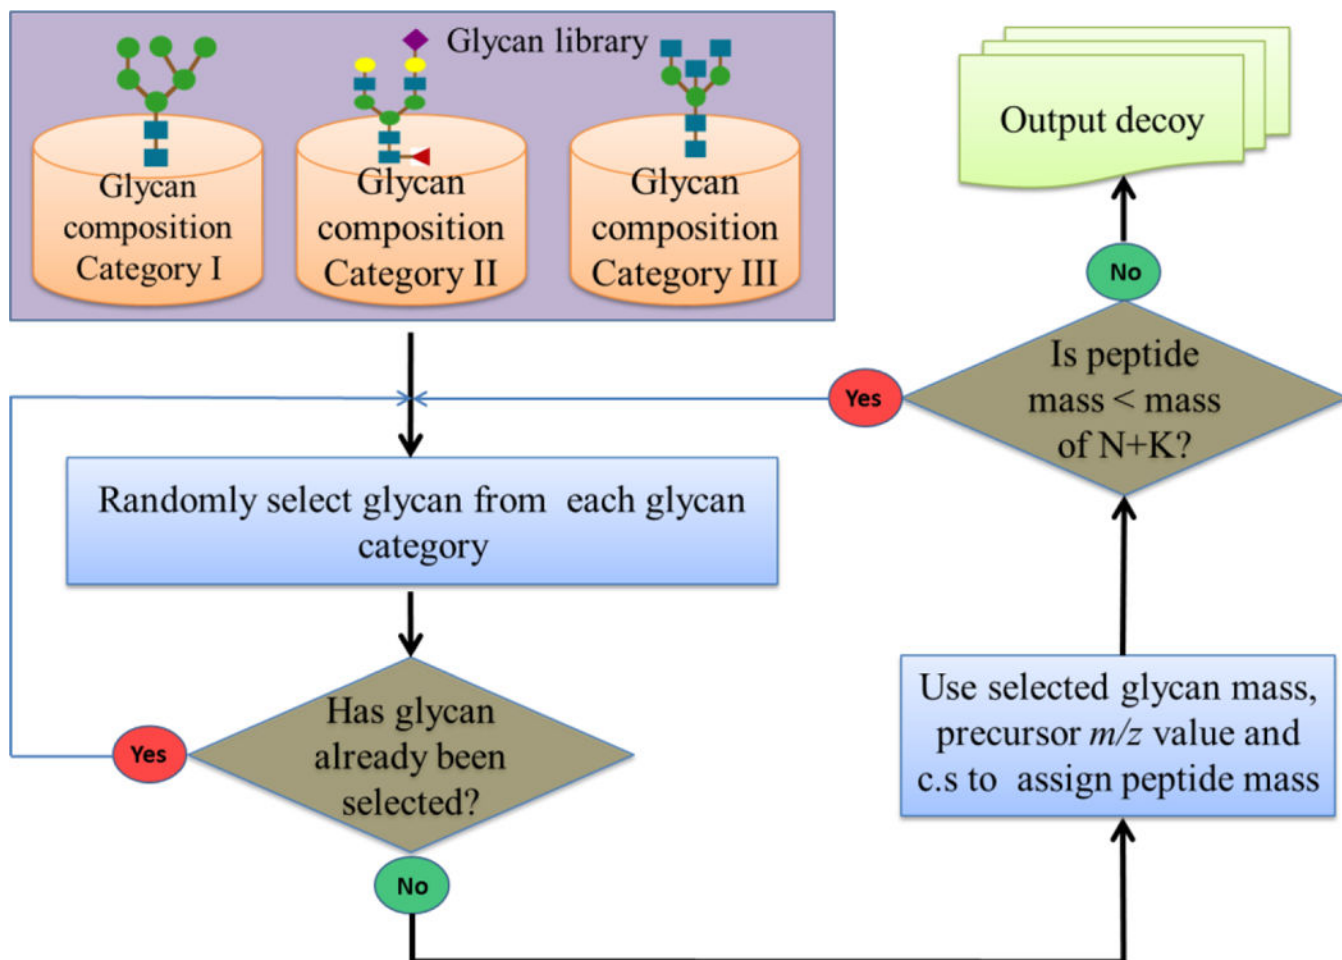 Glycan library
Glycan
composition
Category I
Glycan
composition
Category II
Glycan
composition
Category III
Randomly select glycan from each glycan
category
Has glycan
already been
selected?
Yes
No
Use selected glycan mass,
precursor m/z value and
c.s to assign peptide mass
Is peptide
mass < mass
of N+K?
Yes
No
Output decoy